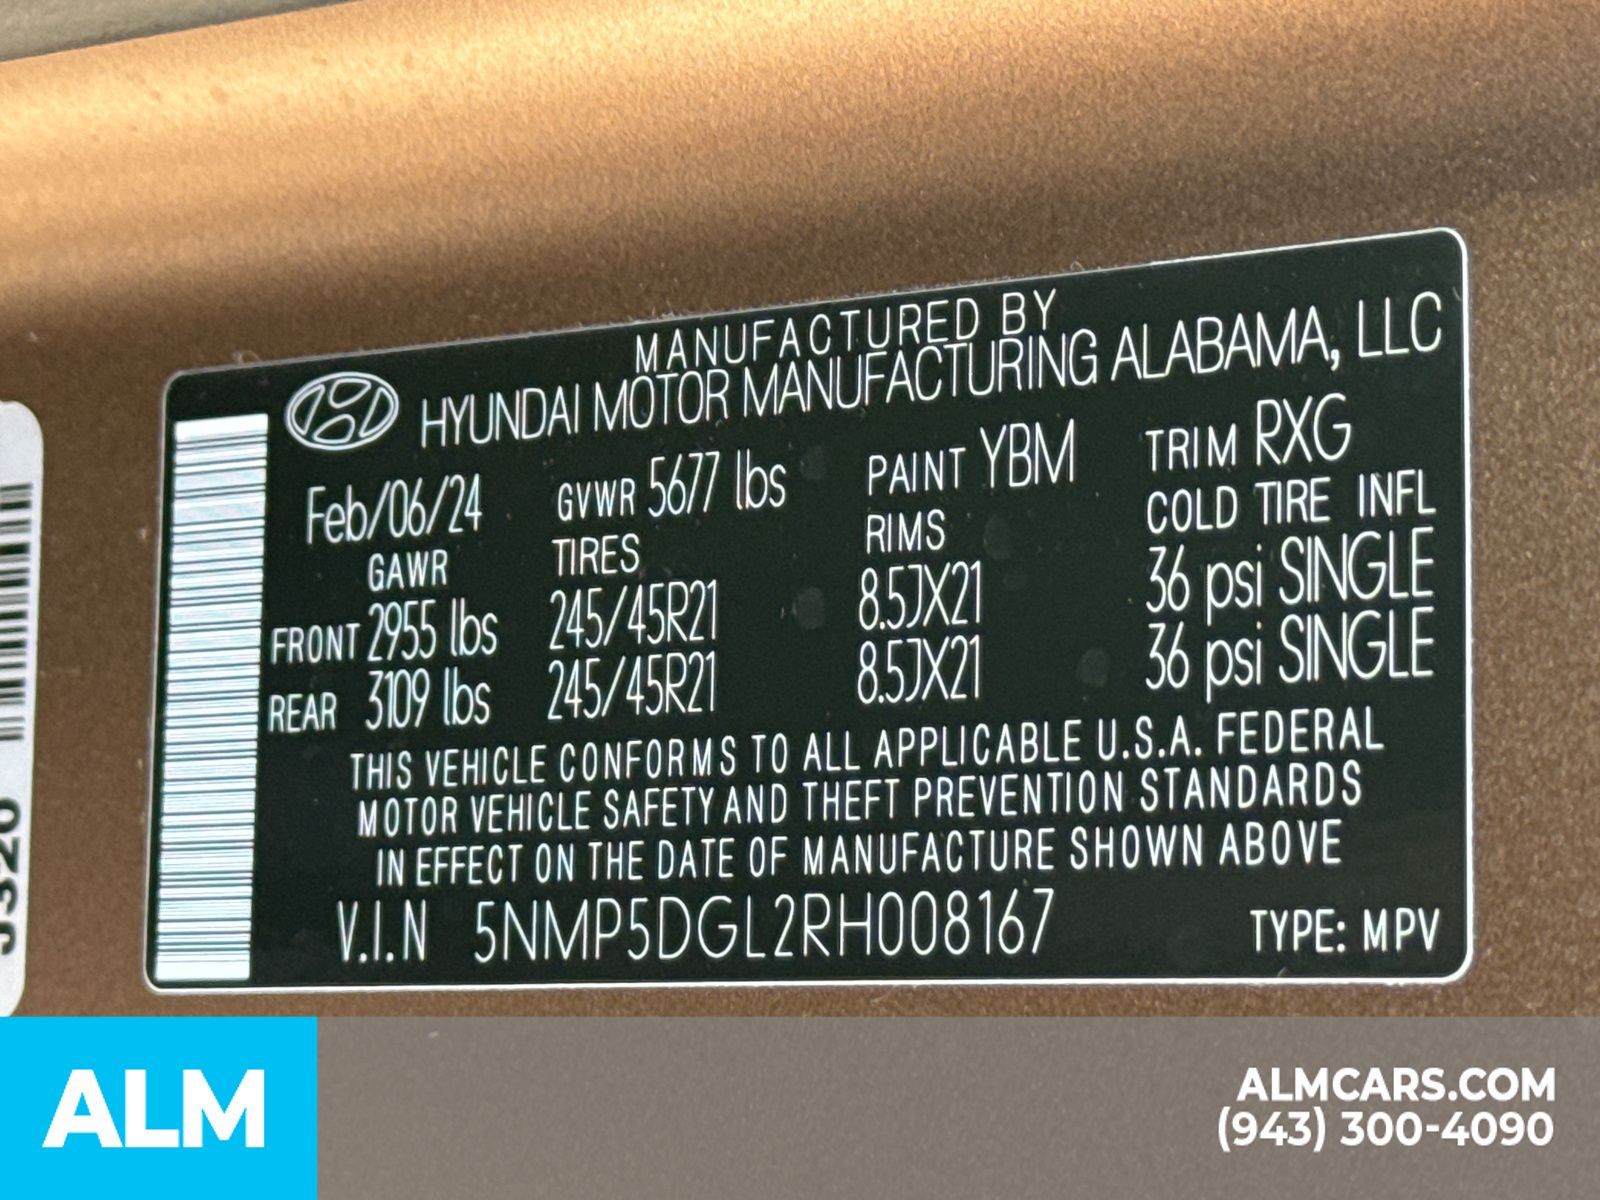 MANUFACTURED BY
HYUNDAI MOTOR MANUFACTURING ALABAMA, LLC
Feb/06/24 GVWR 5677 lbs PAINT YBM TRIM RXG
GAWR TIRES RIMS COLD TIRE INFL
FRONT 2955 lbs 245/45R21 8.5JX21 36 psi SINGLE
REAR 3109 lbs 245/45R21 8.5JX21 36 psi SINGLE
THIS VEHICLE CONFORMS TO ALL APPLICABLE U.S.A. FEDERAL
MOTOR VEHICLE SAFETY AND THEFT PREVENTION STANDARDS
IN EFFECT ON THE DATE OF MANUFACTURE SHOWN ABOVE
V.I.N 5NMP5DGL2RH008167 TYPE: MPV
ALM
ALMCARS.COM
(943) 300-4090